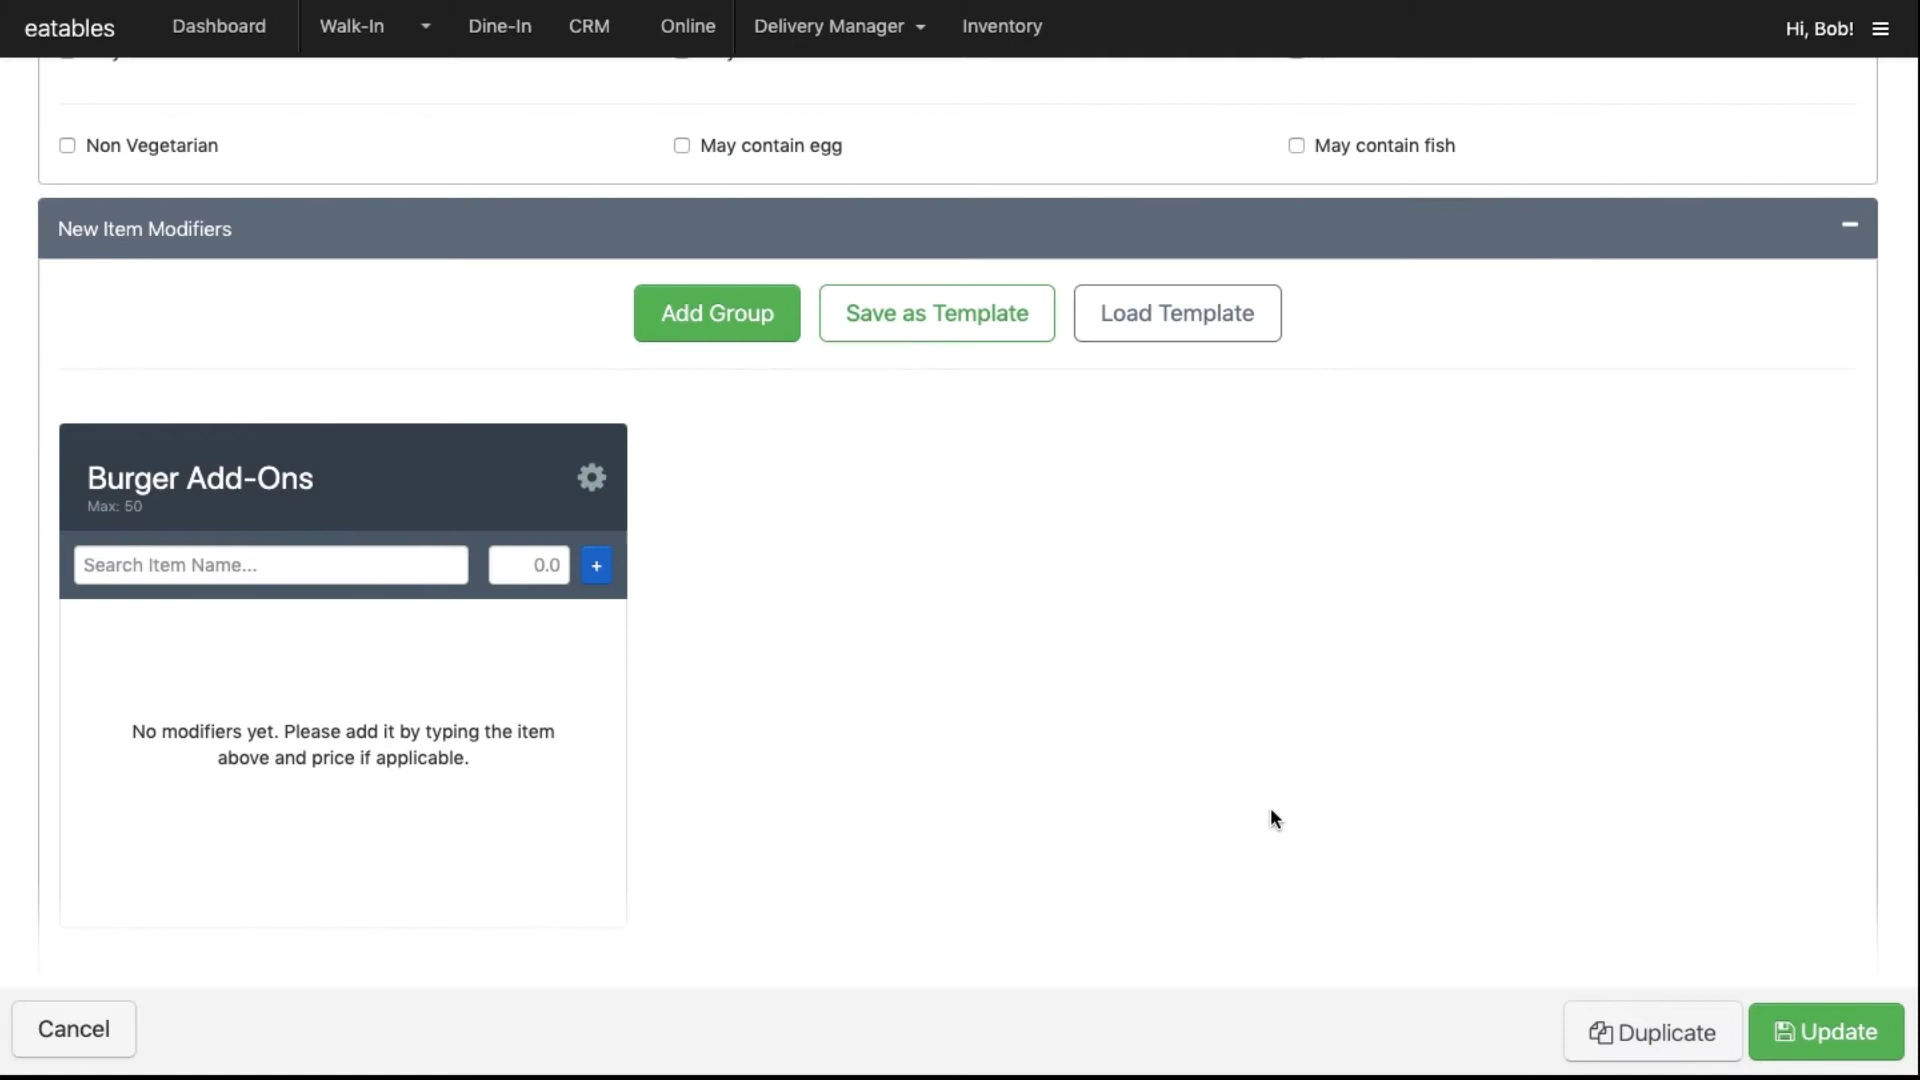 eatables Dashboard Walk-In Dine-In CRM Online Delivery Manager Inventory Hi, Bob!
Non Vegetarian May contain egg May contain fish
New Item Modifiers
Add Group Save as Template Load Template
Burger Add-Ons
Max: 50
Search Item Name... 0.0 +
No modifiers yet. Please add it by typing the item
above and price if applicable.
Cancel Duplicate Update